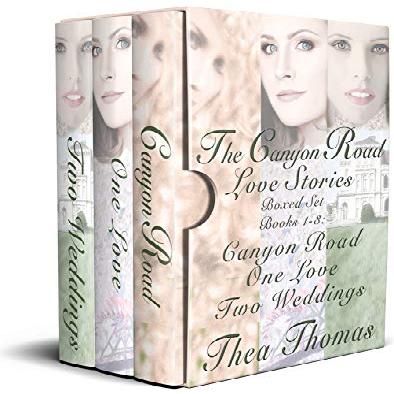 Two Weddings
One Love
Canyon Road
The Canyon Road
Love Stories
Boxed Set
Books 1-3:
Canyon Road
One Love
Two Weddings
Thea Thomas